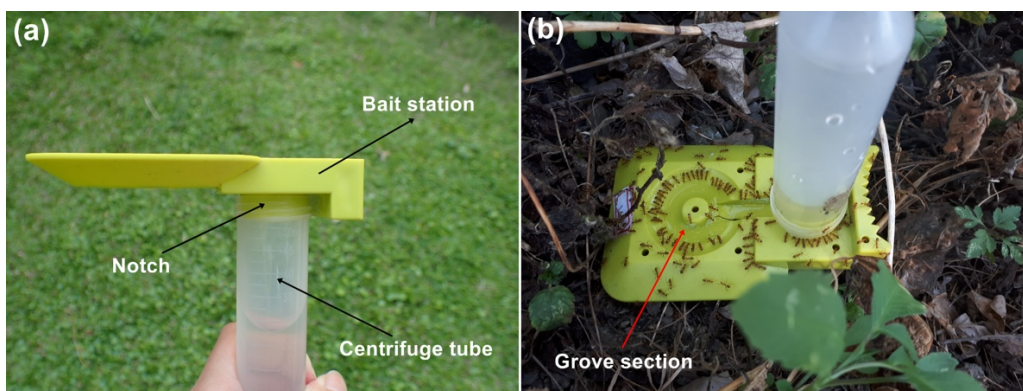 (a)
Bait station
Notch
Centrifuge tube
(b)
Grove section